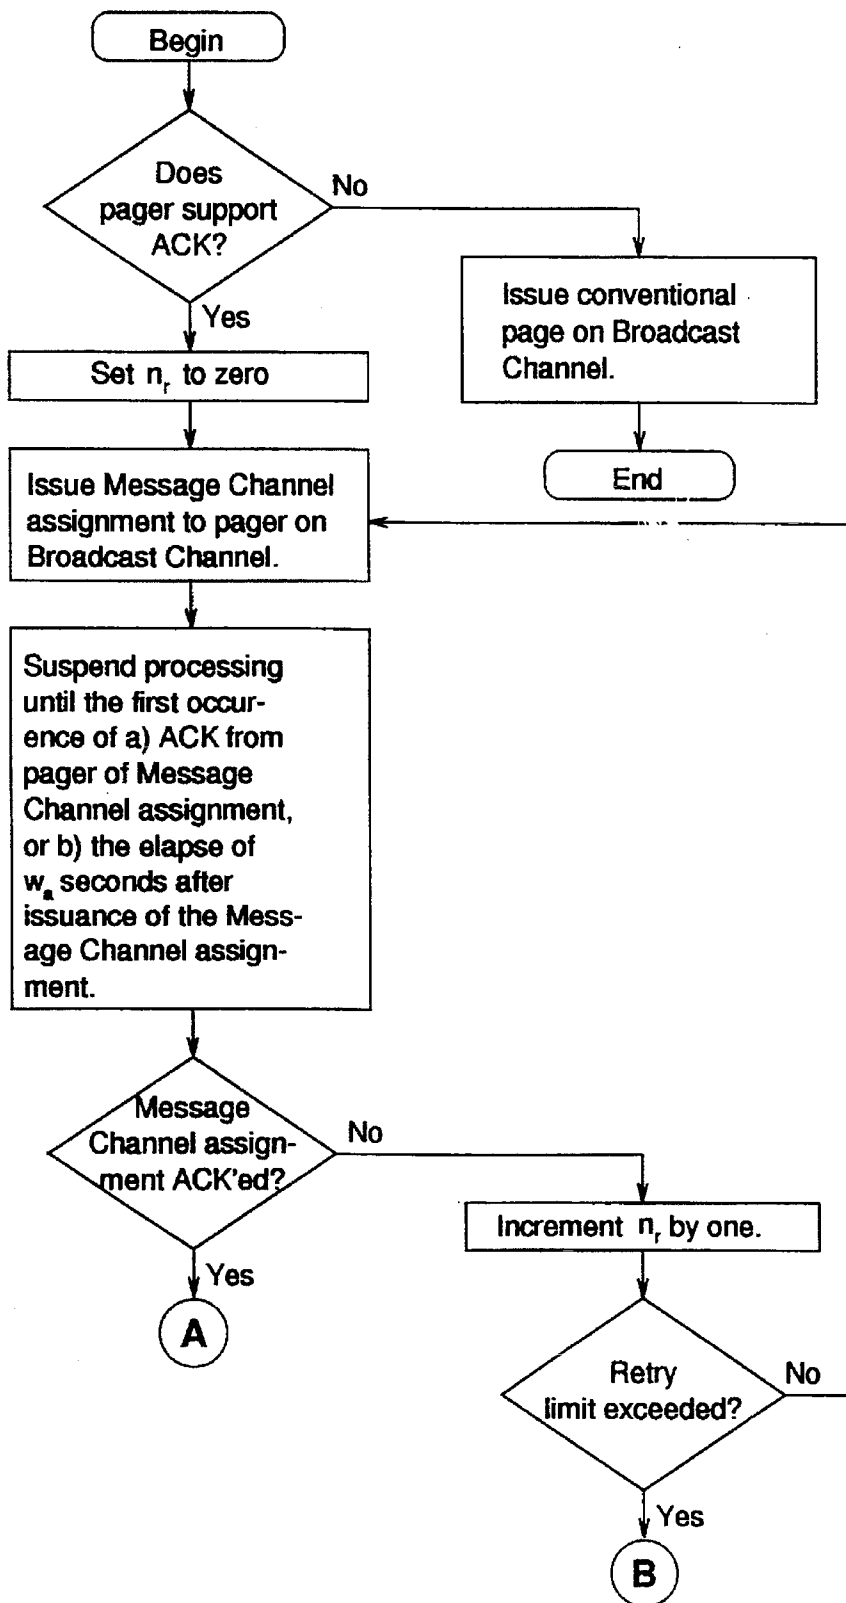 Begin
Does
pager support
ACK?
No
Yes
Issue conventional
page on Broadcast
Channel.
Set nᵣ to zero
End
Issue Message Channel
assignment to pager on
Broadcast Channel.
Suspend processing
until the first occur-
ence of a) ACK from
pager of Message
Channel assignment,
or b) the elapse of
wₐ seconds after
issuance of the Mess-
age Channel assign-
ment.
Message
Channel assign-
ment ACK'ed?
No
Yes
A
Increment nᵣ by one.
Retry
limit exceeded?
No
Yes
B